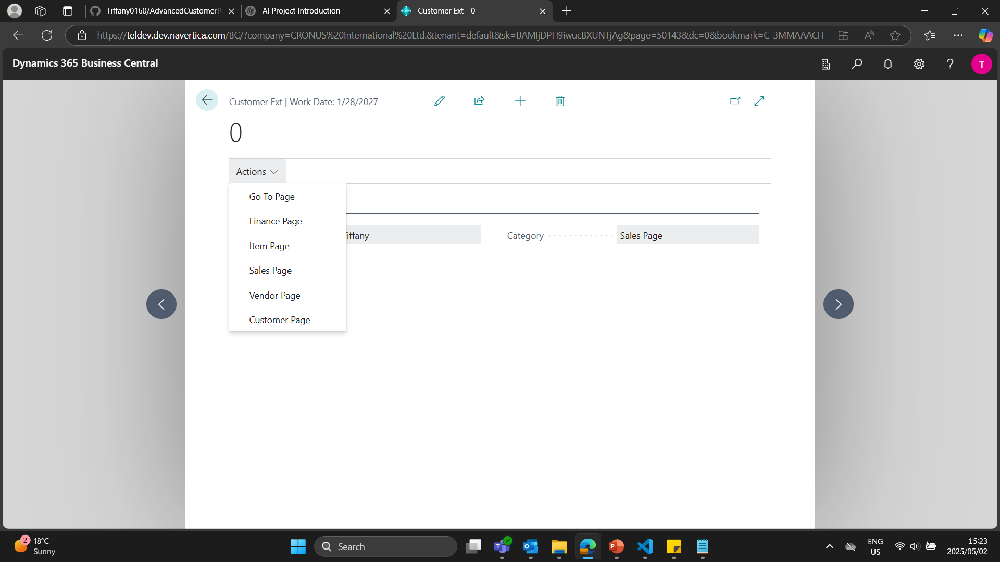 Tiffany0160/AdvancedCustomerP
AI Project Introduction
Customer Ext - 0
https://teldev.dev.navertica.com/BC/?company=CRONUS%20International%20Ltd.&tenant=default&sk=IJAMIjDPH9iwucBXUNTjAg&page=50143&dc=0&bookmark=C_3MMAAACH
Dynamics 365 Business Central
T
Customer Ext | Work Date: 1/28/2027
0
Actions
Go To Page
Finance Page
Item Page
Sales Page
Vendor Page
Customer Page
iffany
Category
Sales Page
2
18°C
Sunny
Search
ENG
US
15:23
2025/05/02